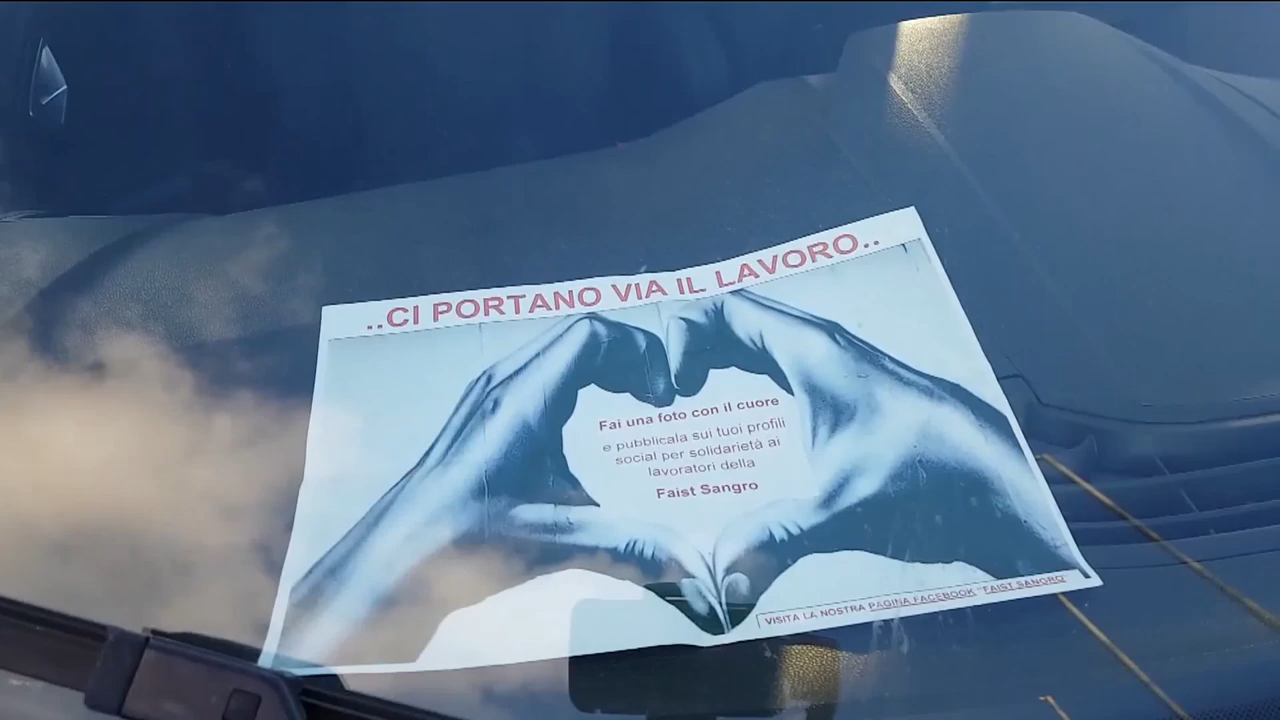 ..CI PORTANO VIA IL LAVORO..
Fai una foto con il cuore
e pubblicala sui tuoi profili
social per solidarietà ai
lavoratori della
Faist Sangro
VISITA LA NOSTRA PAGINA FACEBOOK "FAIST SANGRO"